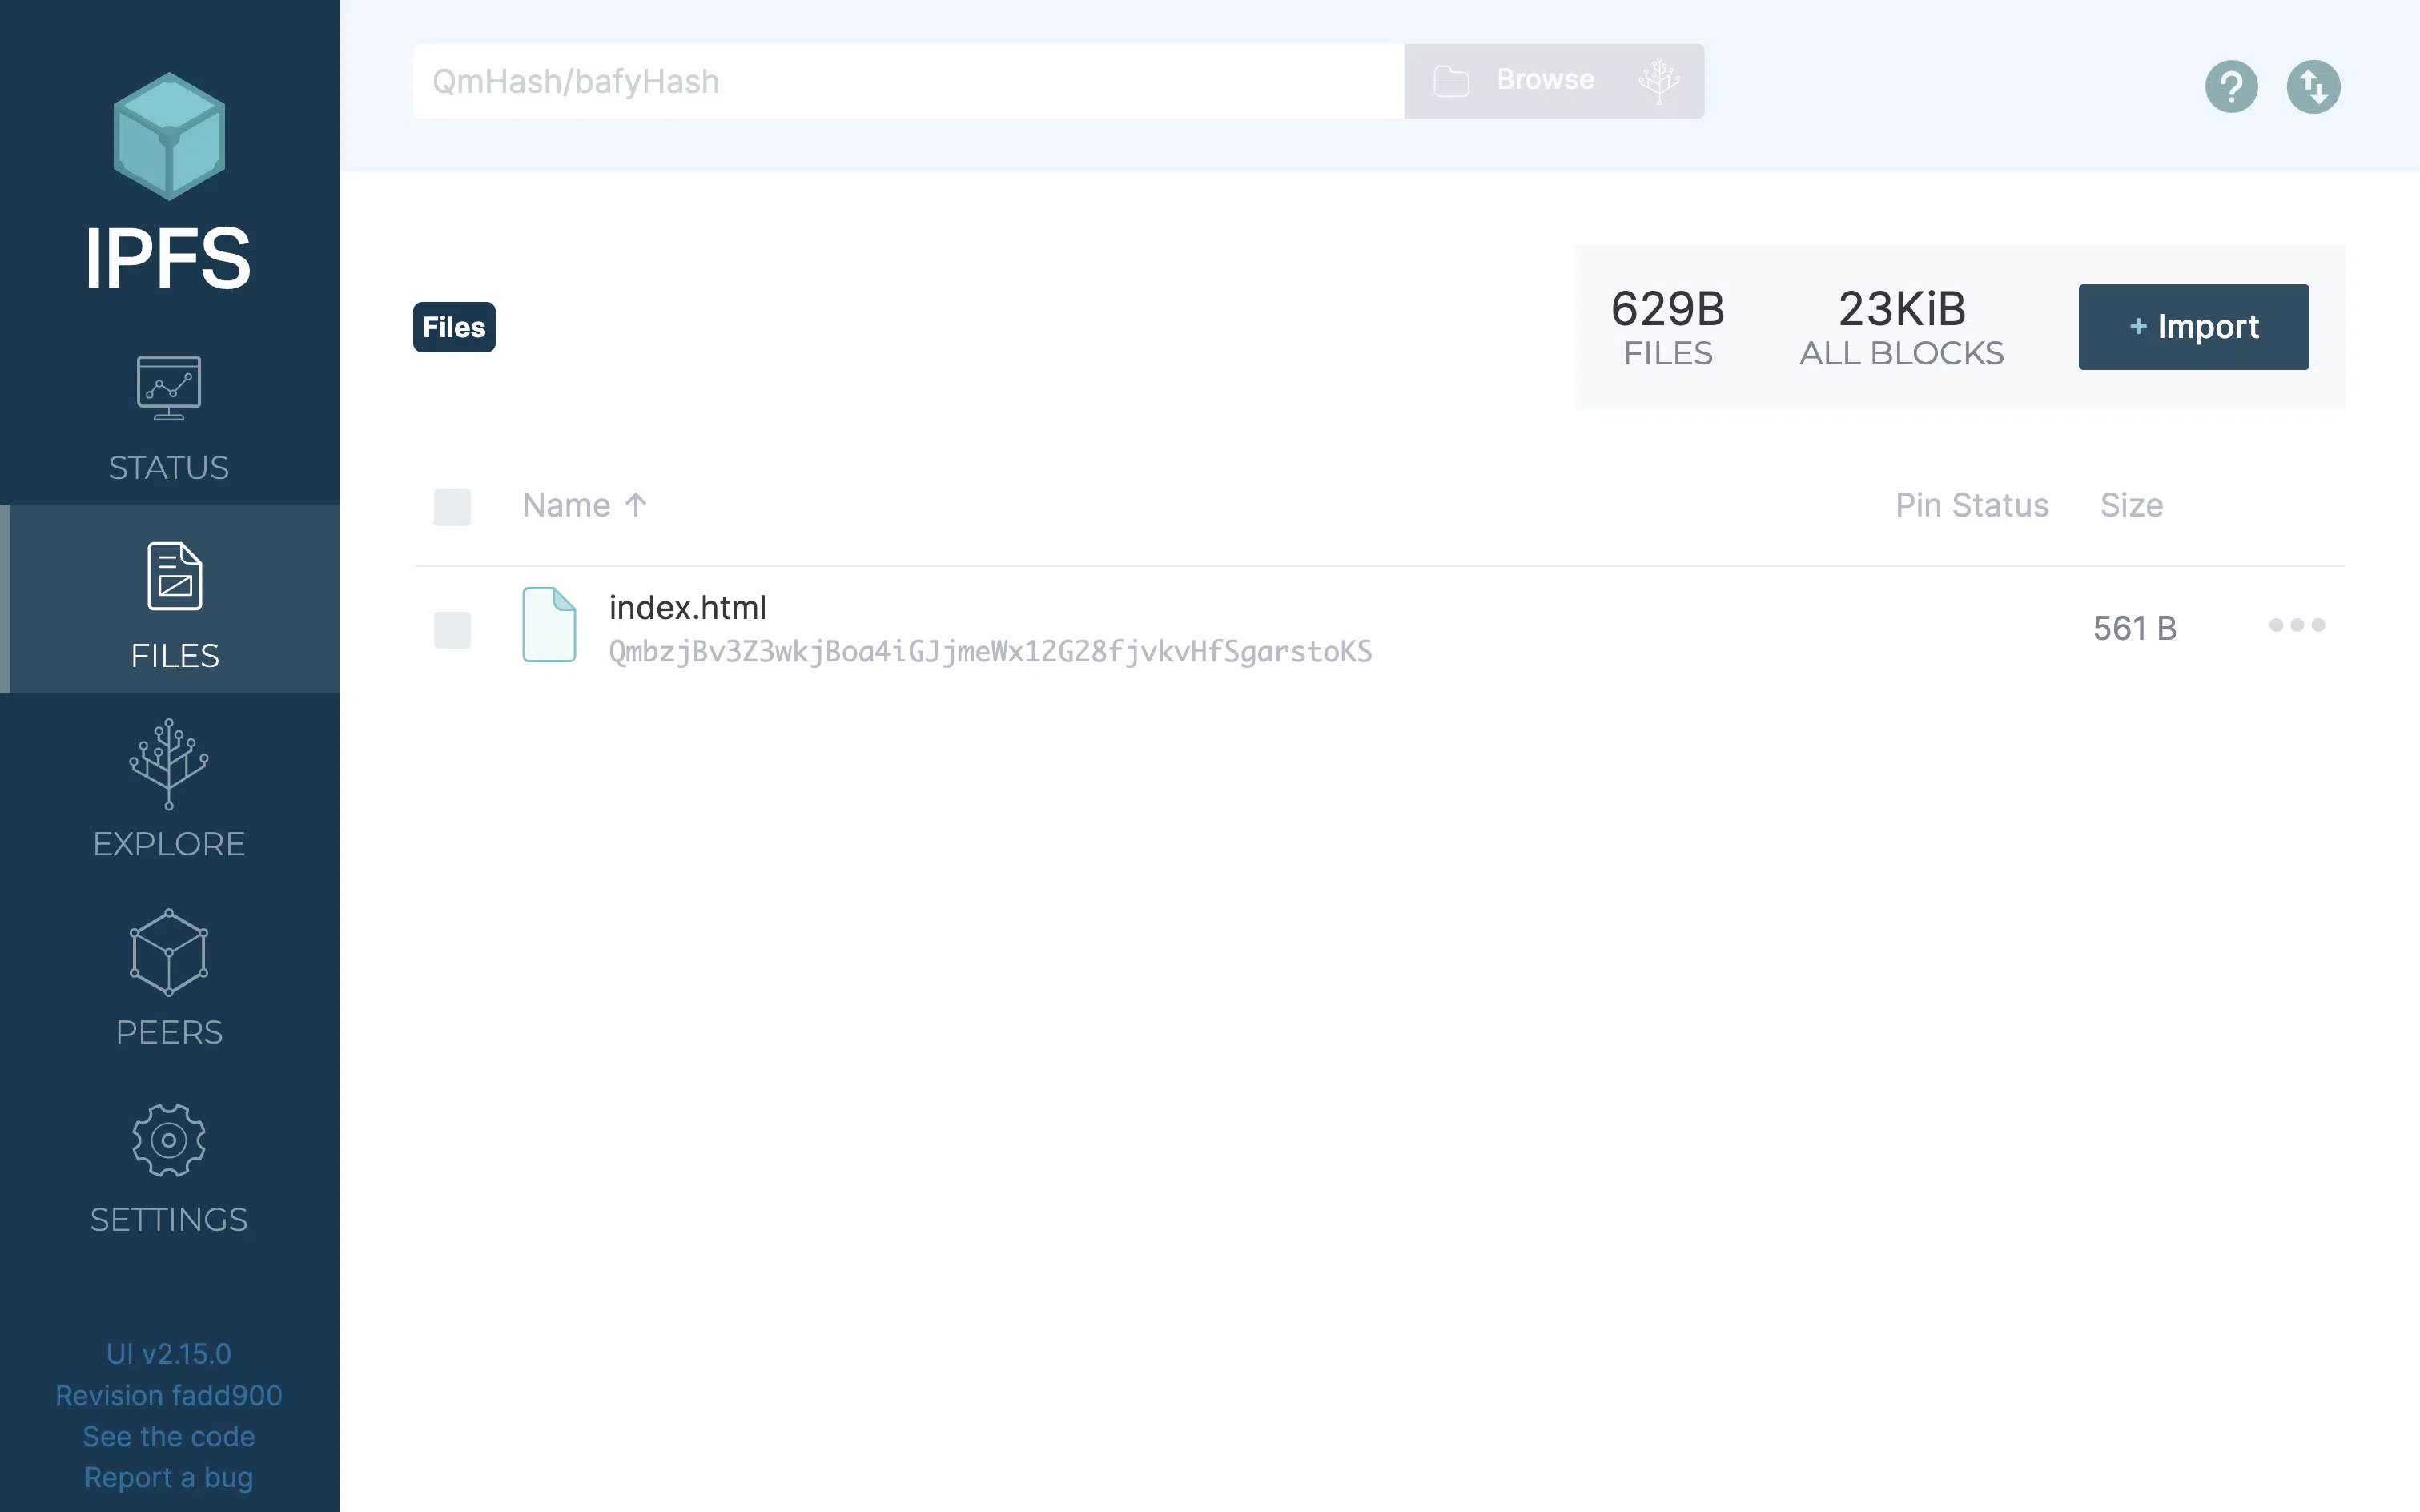 IPFS
STATUS
FILES
EXPLORE
PEERS
SETTINGS
UI v2.15.0
Revision fadd900
See the code
Report a bug
QmHash/bafyHash
Browse
?
Files
629B
FILES
23KiB
ALL BLOCKS
+ Import
Name ↑
Pin Status
Size
index.html
QmbzjBv3Z3wkjBoa4iGJjmeWx12G28fjvkvHfSgarstoKS
561 B